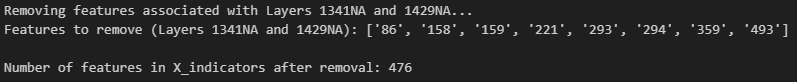 Removing features associated with Layers 1341NA and 1429NA...
Features to remove (Layers 1341NA and 1429NA): ['86', '158', '159', '221', '293', '294', '359', '493']
Number of features in X_indicators after removal: 476